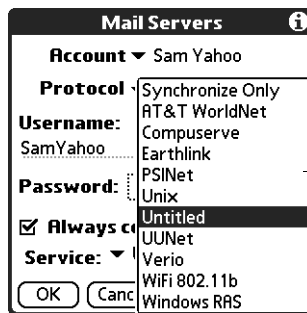 Mail Servers
Account Sam Yahoo
Protocol
Synchronize Only
AT&T WorldNet
Compuserve
Earthlink
PSINet
Unix
Untitled
UUNet
Verio
WiFi 802.11b
Windows RAS
Username:
SamYahoo
Password:
Always
Service:
OK